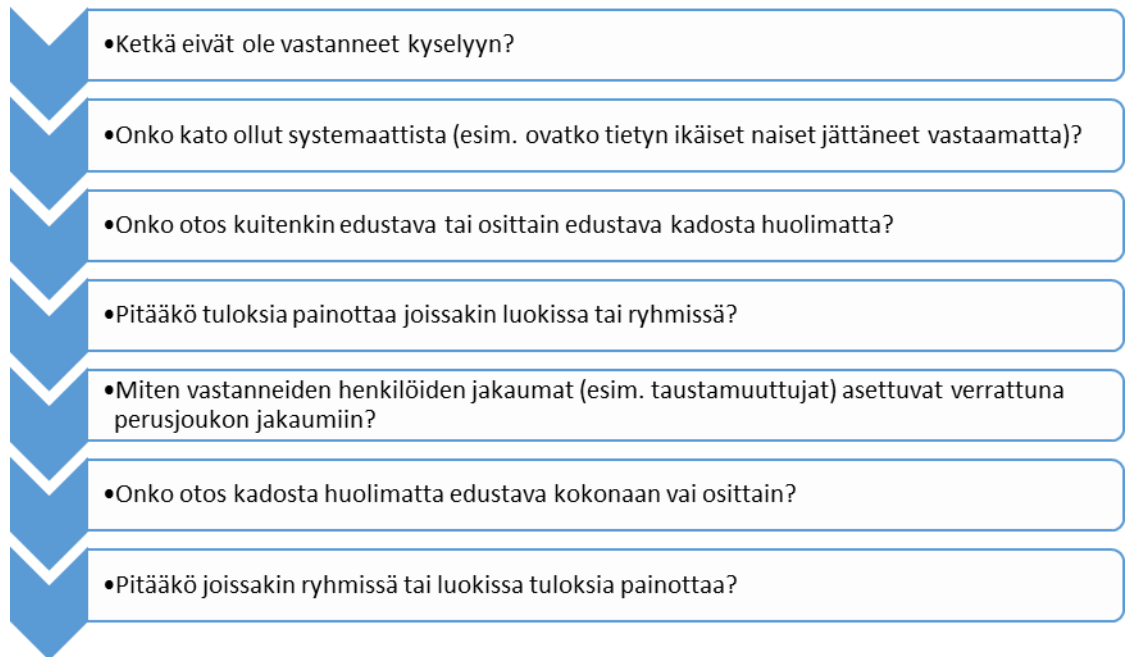 •Ketkä eivät ole vastanneet kyselyyn?
•Onko kato ollut systemaattista (esim. ovatko tietyn ikäiset naiset jättäneet vastaamatta)?
•Onko otos kuitenkin edustava tai osittain edustava kadosta huolimatta?
•Pitääkö tuloksia painottaa joissakin luokissa tai ryhmissä?
•Miten vastanneiden henkilöiden jakaumat (esim. taustamuuttujat) asettuvat verrattuna
perusjoukon jakaumiin?
•Onko otos kadosta huolimatta edustava kokonaan vai osittain?
•Pitääkö joissakin ryhmissä tai luokissa tuloksia painottaa?